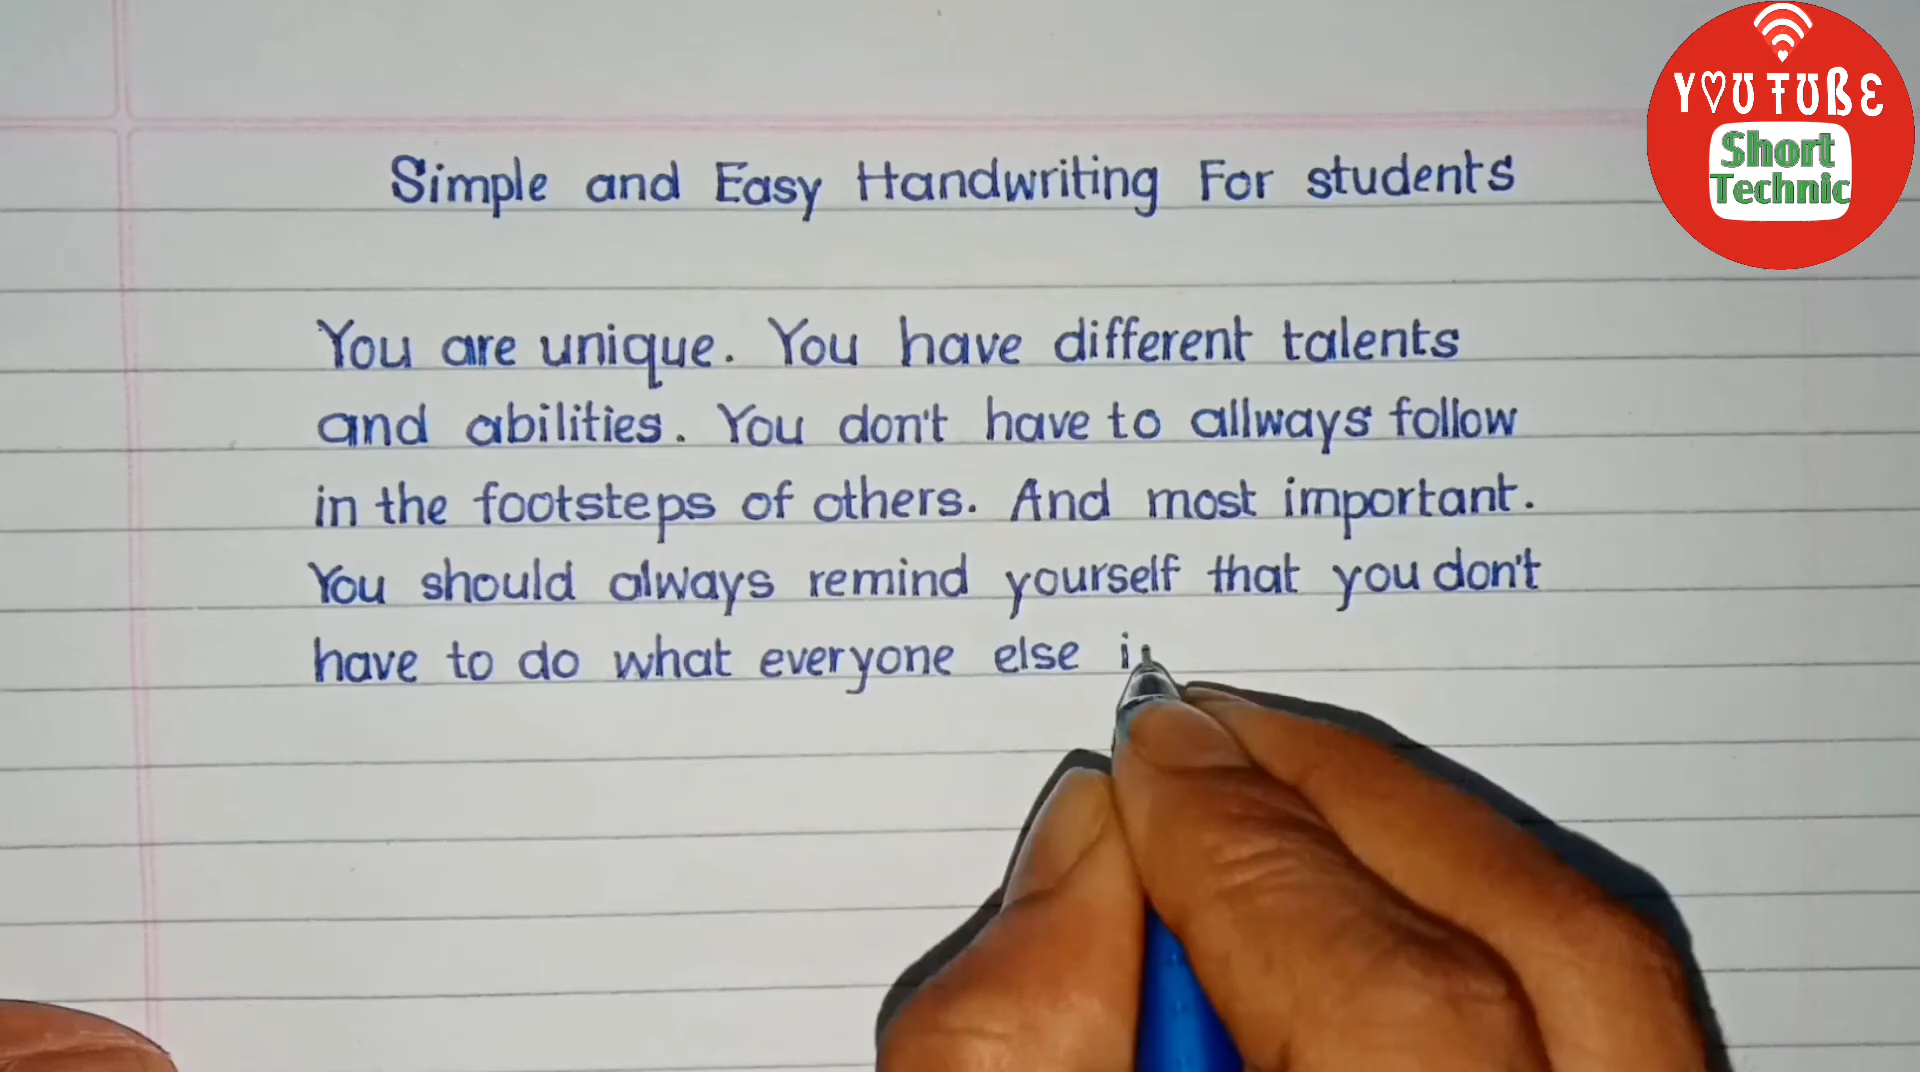 YOUTUBE
Short
Technic
Simple and Easy Handwriting For students
You are unique. You have different talents
and abilities. You don't have to allways follow
in the footsteps of others. And most important.
You should always remind yourself that you don't
have to do what everyone else